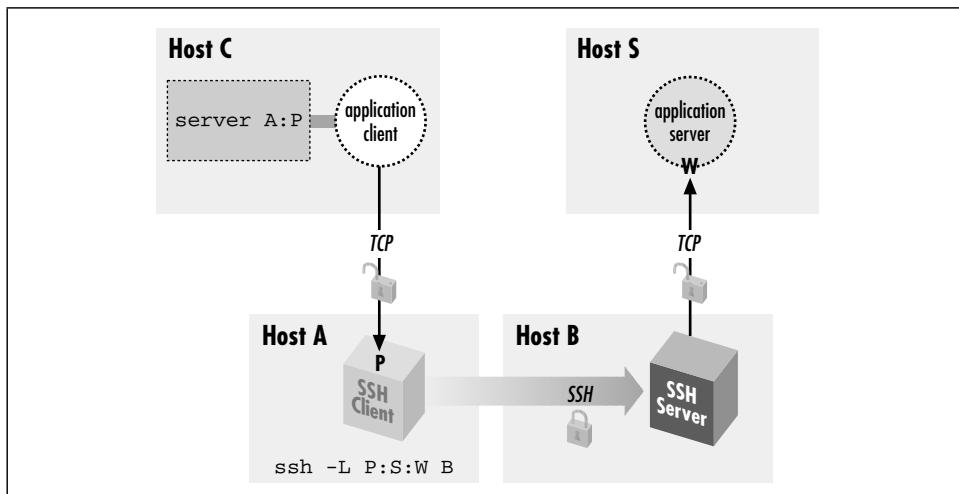 Host C
server A:P
application
client
TCP
Host S
application
server
W
TCP
Host A
P
SSH
Client
ssh -L P:S:W B
SSH
Host B
SSH
Server